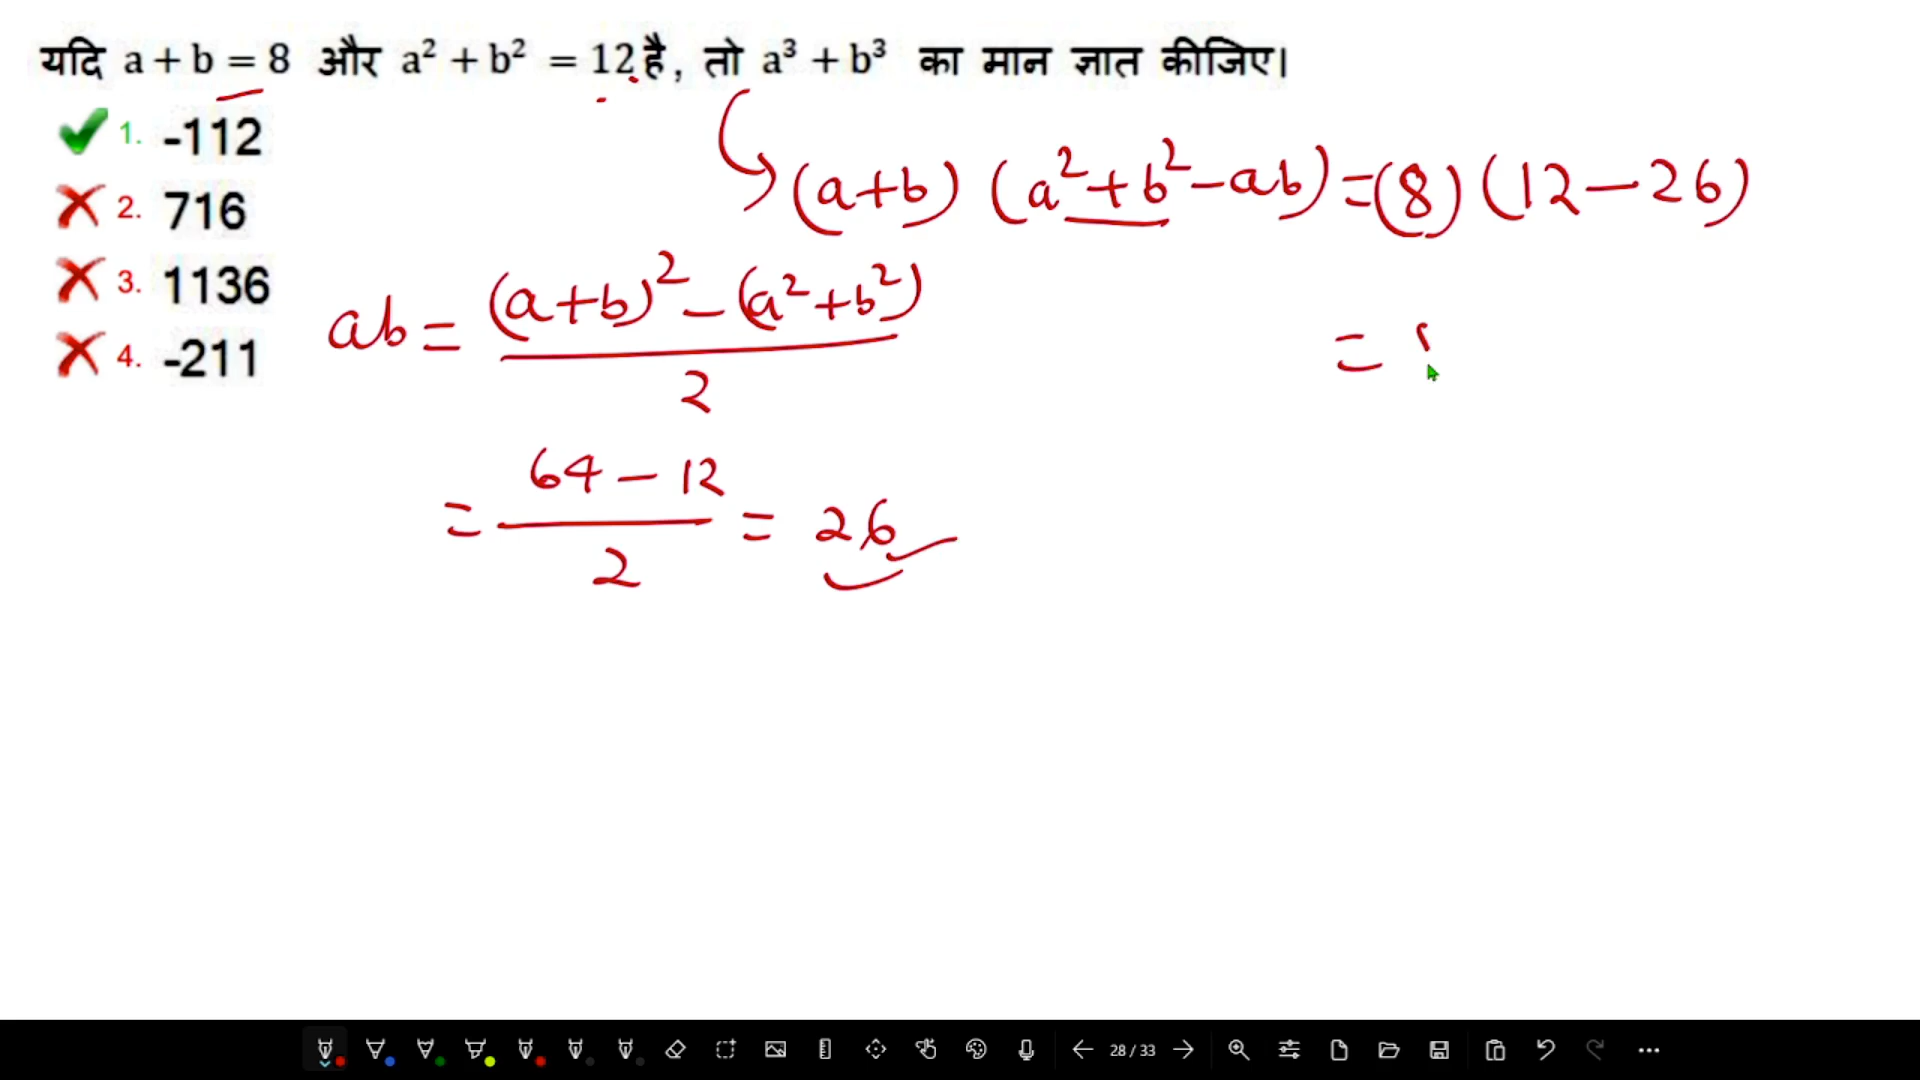 यदि a + b = 8 और a² + b² = 12 है, तो a³ + b³ का मान ज्ञात कीजिए।
1. -112
2. 716
3. 1136
4. -211
(a+b) (a²+b²-ab) = (8) (12-26)
ab = (a+b)² - (a²+b²) / 2
=
= 64 - 12 / 2 = 26
28 / 33